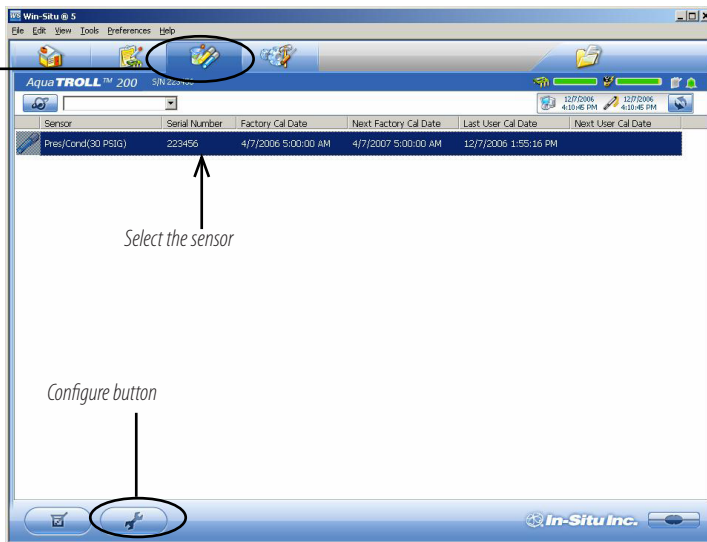 Win-Situ ® 5
File Edit View Tools Preferences Help
AquaTROLL™ 200 S/N 223456
12/7/2006 4:10:45 PM 12/7/2006 4:10:45 PM
Sensor Serial Number Factory Cal Date Next Factory Cal Date Last User Cal Date Next User Cal Date
Pres/Cond(30 PSIG) 223456 4/7/2006 5:00:00 AM 4/7/2007 5:00:00 AM 12/7/2006 1:55:16 PM
Select the sensor
Configure button
In-Situ Inc.